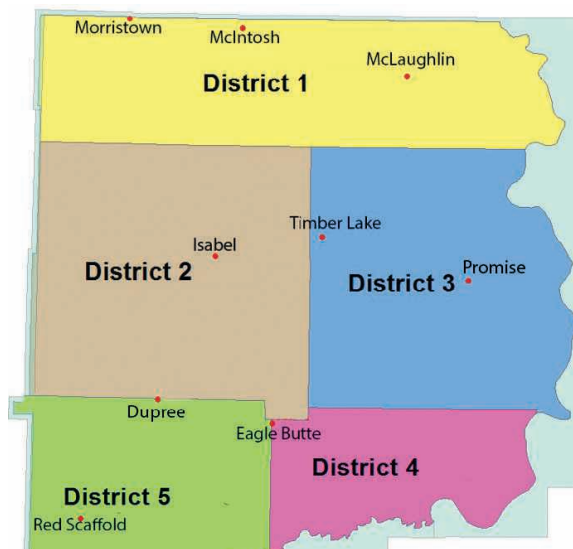 Morristown
McIntosh
McLaughlin
District 1
Timber Lake
Isabel
District 2
Promise
District 3
Dupree
Eagle Butte
District 4
District 5
Red Scaffold